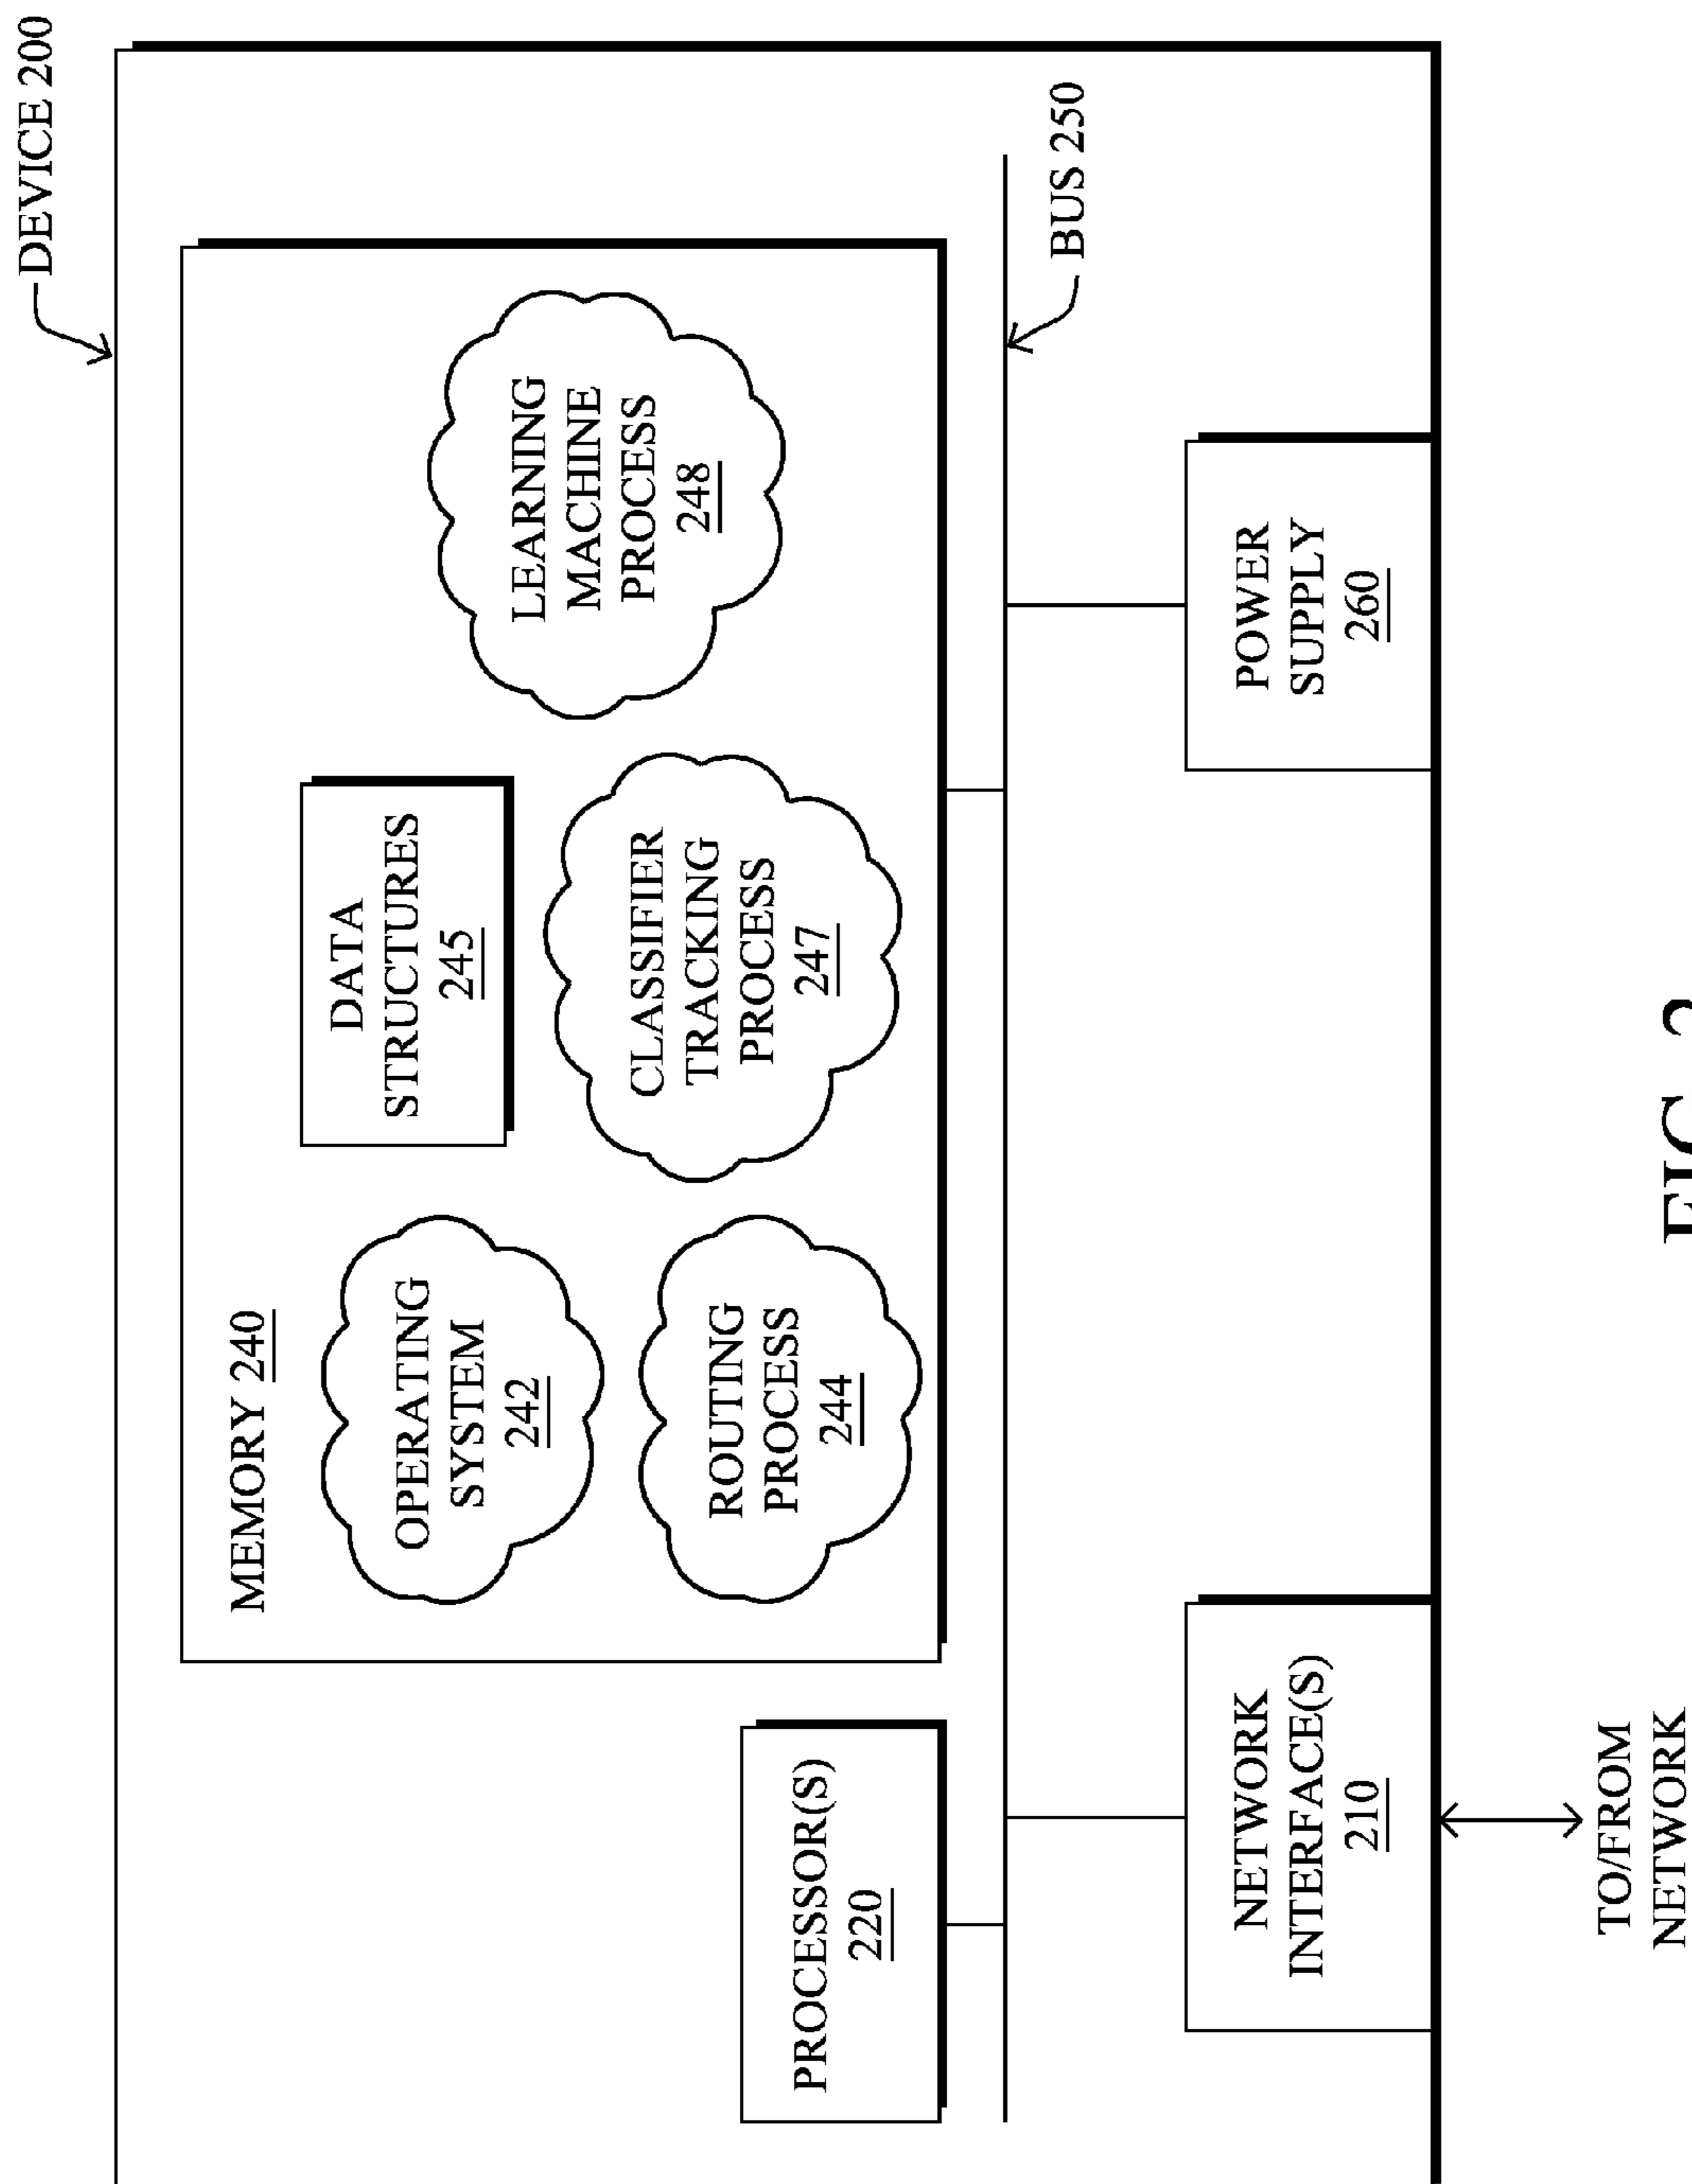 DEVICE 200
MEMORY 240
OPERATING
SYSTEM
242
ROUTING
PROCESS
244
DATA
STRUCTURES
245
CLASSIFIER
TRACKING
PROCESS
247
LEARNING
MACHINE
PROCESS
248
PROCESSOR(S)
220
BUS 250
NETWORK
INTERFACE(S)
210
POWER
SUPPLY
260
TO/FROM
NETWORK